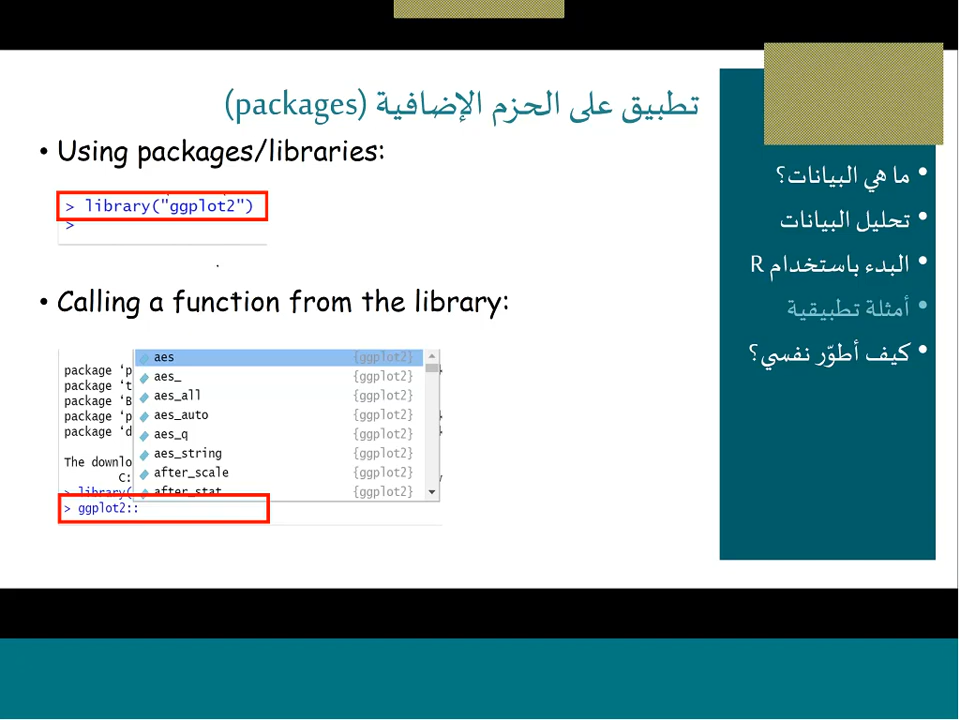 تطبيق على الحزم الإضافية (packages)
• Using packages/libraries:
> library("ggplot2")
>
• Calling a function from the library:
aes {ggplot2}
aes_ {ggplot2}
aes_all {ggplot2}
aes_auto {ggplot2}
aes_q {ggplot2}
aes_string {ggplot2}
after_scale {ggplot2}
after_stat {ggplot2}
package ‘p
package ‘t
package ‘B
package ‘p
package ‘d
The downlo
C:
> library(
> ggplot2::
• ما هي البيانات؟
• تحليل البيانات
• البدء باستخدام R
• أمثلة تطبيقية
• كيف أطوّر نفسي؟